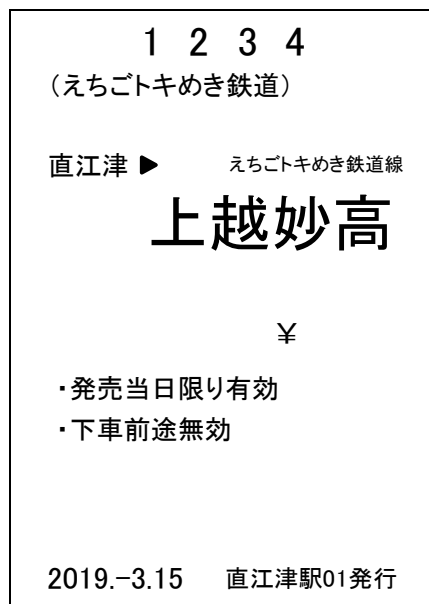 1 2 3 4
(えちごトキめき鉄道)
直江津 ▶ えちごトキめき鉄道線
上越妙高
¥
・発売当日限り有効
・下車前途無効
2019.-3.15 直江津駅01発行